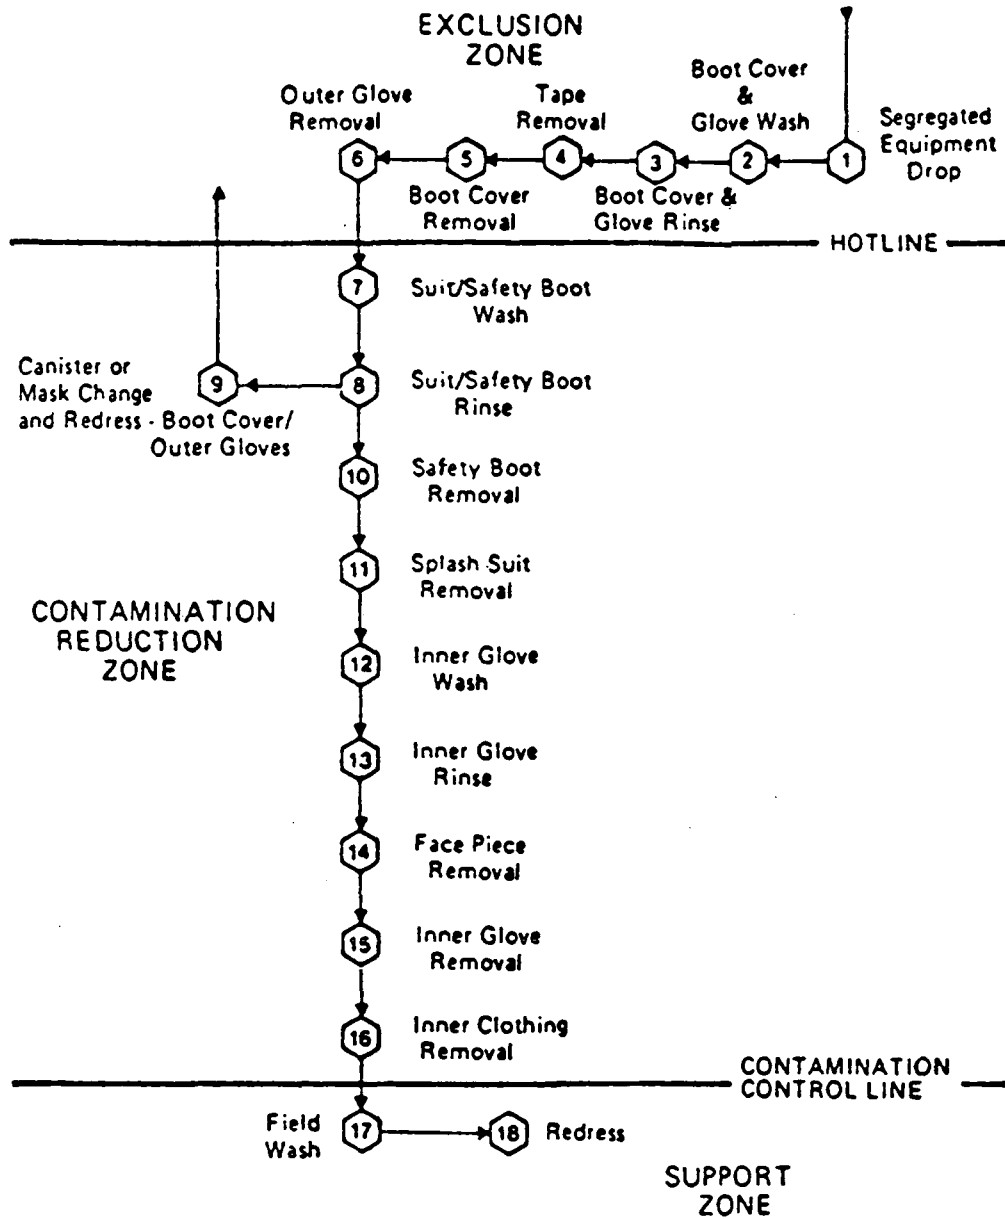 EXCLUSION
ZONE
Boot Cover
&
Glove Wash
Outer Glove
Removal
Tape
Removal
Segregated
Equipment
Drop
6
5
4
3
2
1
Boot Cover
Removal
Boot Cover &
Glove Rinse
HOTLINE
7
Suit/Safety Boot
Wash
Canister or
Mask Change
and Redress - Boot Cover/
Outer Gloves
9
8
Suit/Safety Boot
Rinse
10
Safety Boot
Removal
11
Splash Suit
Removal
CONTAMINATION
REDUCTION
ZONE
12
Inner Glove
Wash
13
Inner Glove
Rinse
14
Face Piece
Removal
15
Inner Glove
Removal
16
Inner Clothing
Removal
CONTAMINATION
CONTROL LINE
Field
Wash
17
18
Redress
SUPPORT
ZONE